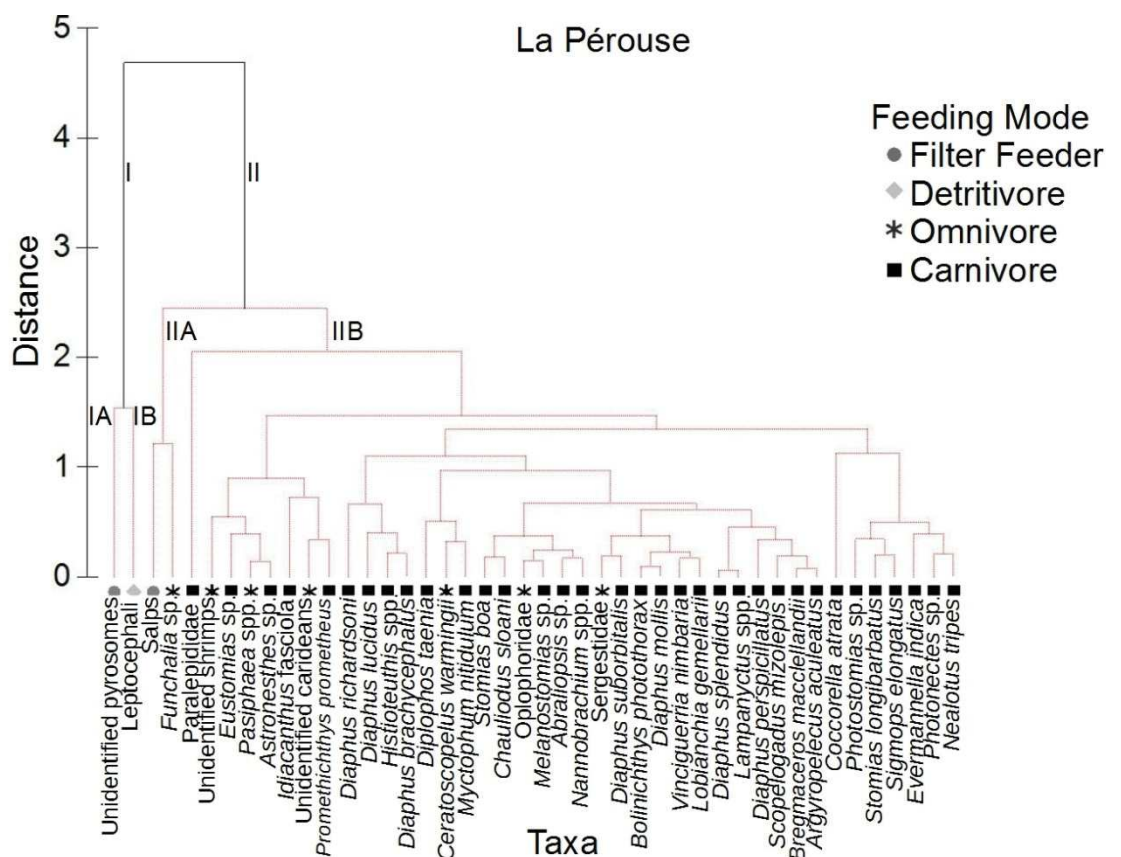 La Pérouse
Feeding Mode
Filter Feeder
Detritivore
Omnivore
Carnivore
Distance
5
4
3
2
1
0
I
II
IIA
IIB
IA
IB
Unidentified pyrosomes
Leptocephali
Salps
Funchalia sp.
Paralepididae
Unidentified shrimps
Eustomias sp.
Pasiphaea spp.
Astronesthes sp.
Idiacanthus fasciola
Unidentified carideans
Promethichthys prometheus
Diaphus richardsoni
Diaphus lucidus
Histioteuthis spp.
Diaphus brachycephalus
Diplophos taenia
Ceratoscopelus warmingii
Myctophum nitidulum
Stomias boa
Chauliodus sloani
Oplophoridae
Melanostomias sp.
Abraliopsis sp.
Nannobrachium spp.
Sergestidae
Diaphus suborbitalis
Bolinichthys photothorax
Diaphus mollis
Vinciguerria nimbaria
Lobianchia gemellarii
Diaphus splendidus
Lampanyctus spp.
Diaphus perspicillatus
Scopelogadus mizolepis
Bregmaceros macclellandii
Argyropelecus aculeatus
Coccorella atrata
Photostomias sp.
Stomias longibarbatus
Sigmops elongatus
Evermannella indica
Photonectes sp.
Nealotus tripes
Taxa